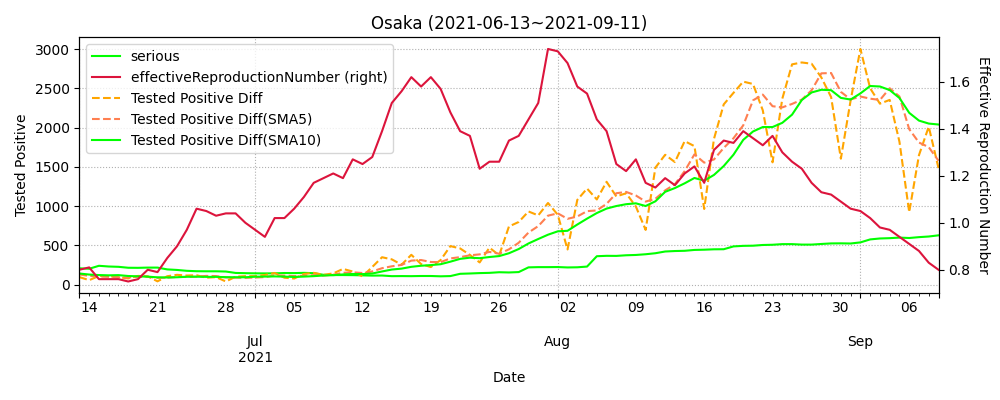 Osaka (2021-06-13~2021-09-11)
serious
effectiveReproductionNumber (right)
Tested Positive Diff
Tested Positive Diff(SMA5)
Tested Positive Diff(SMA10)
Tested Positive
3000
2500
2000
1500
1000
500
0
Effective Reproduction Number
1.6
1.4
1.2
1.0
0.8
14 21 28 05 12 19 26 02 09 16 23 30 06
Jul Aug Sep
2021
Date